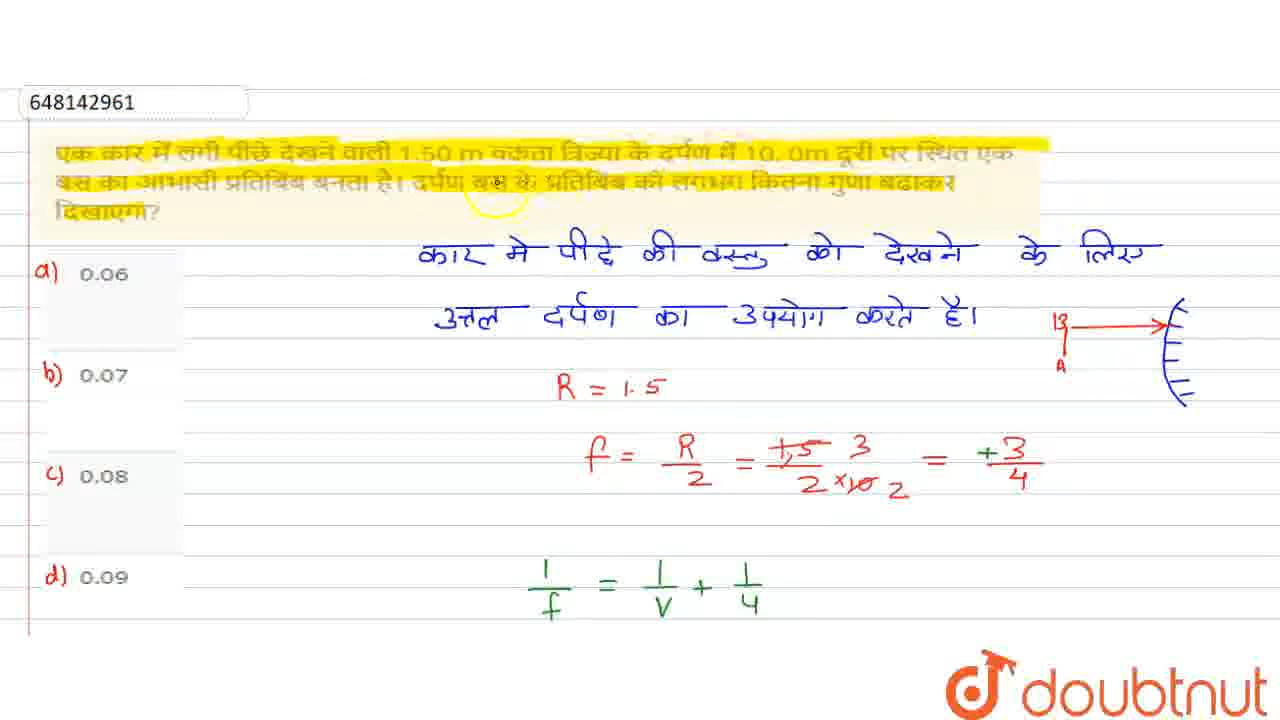 648142961
एक कार में लगी पीछे देखने वाली 1.50 m वक्रता त्रिज्या के दर्पण में 10. 0m दूरी पर स्थित एक
बस का आभासी प्रतिबिंब बनता है। दर्पण बस के प्रतिबिंब को लगभग कितना गुणा बढाकर
दिखाएगा?
कार मे पीछे की वस्तु को देखने के लिए
a) 0.06
उत्तल दर्पण का उपयोग करते है।
B
A
b) 0.07
R = 1.5
f = R/2 = 1.5/2×10 3 2 = +3/4
c) 0.08
d) 0.09
1/f = 1/v + 1/4
doubtnut